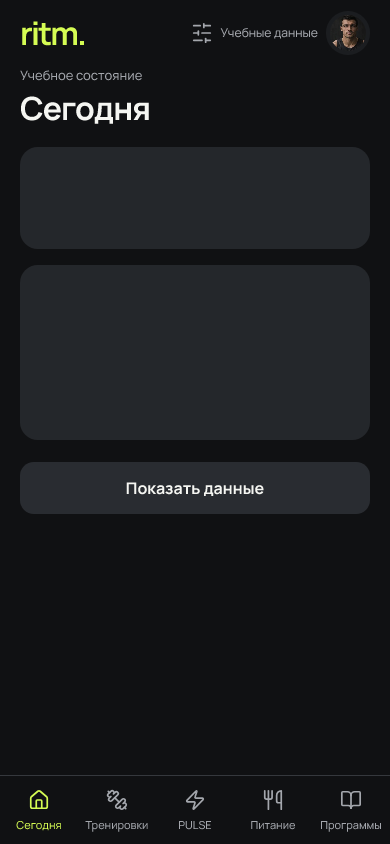 ritm.
Учебные данные
Учебное состояние
Сегодня
Показать данные
Сегодня
Тренировки
PULSE
Питание
Программы